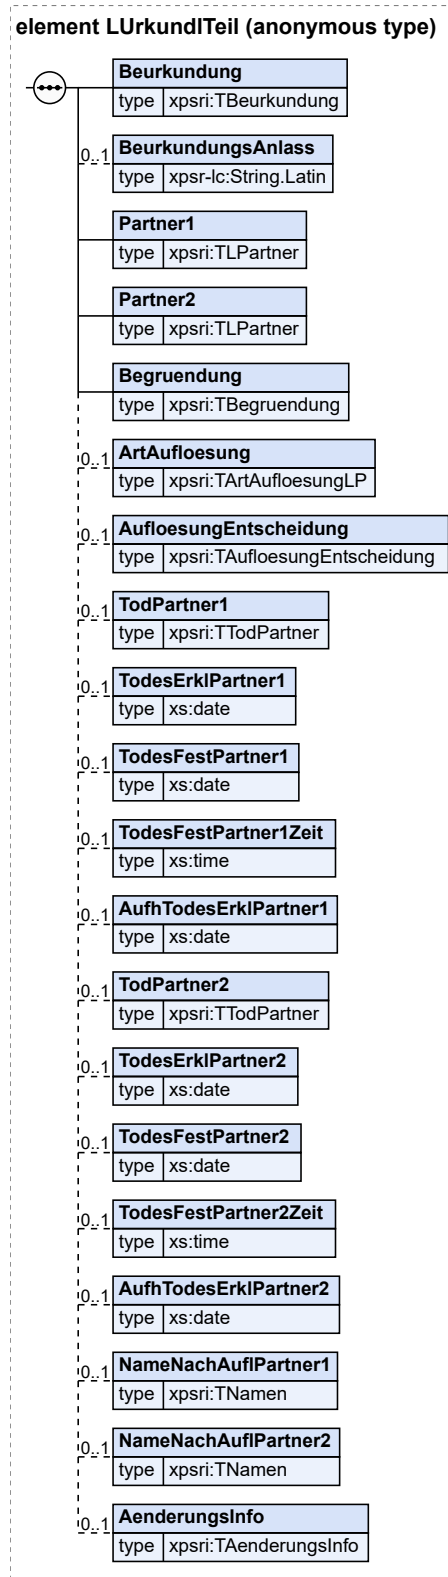 element LUrkundlTeil (anonymous type)
Beurkundung
type xpsri:TBeurkundung
0..1
BeurkundungsAnlass
type xpsr-lc:String.Latin
Partner1
type xpsri:TLPartner
Partner2
type xpsri:TLPartner
Begruendung
type xpsri:TBegruendung
0..1
ArtAufloesung
type xpsri:TArtAufloesungLP
0..1
AufloesungEntscheidung
type xpsri:TAufloesungEntscheidung
0..1
TodPartner1
type xpsri:TTodPartner
0..1
TodesErklPartner1
type xs:date
0..1
TodesFestPartner1
type xs:date
0..1
TodesFestPartner1Zeit
type xs:time
0..1
AufhTodesErklPartner1
type xs:date
0..1
TodPartner2
type xpsri:TTodPartner
0..1
TodesErklPartner2
type xs:date
0..1
TodesFestPartner2
type xs:date
0..1
TodesFestPartner2Zeit
type xs:time
0..1
AufhTodesErklPartner2
type xs:date
0..1
NameNachAuflPartner1
type xpsri:TNamen
0..1
NameNachAuflPartner2
type xpsri:TNamen
0..1
AenderungsInfo
type xpsri:TAenderungsInfo